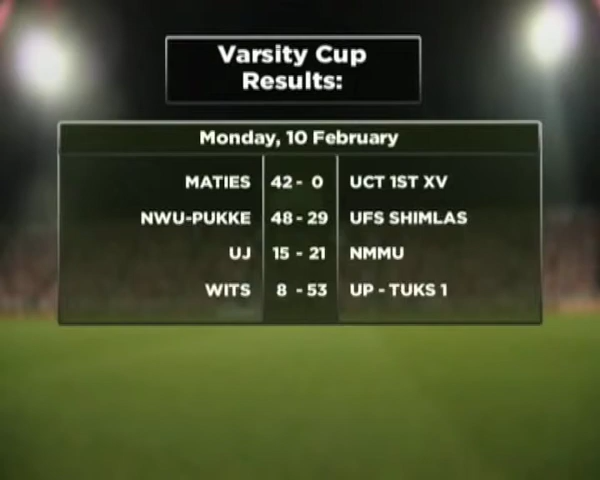 Varsity Cup
Results:
Monday, 10 February
MATIES 42 - 0 UCT 1ST XV
NWU-PUKKE 48 - 29 UFS SHIMLAS
UJ 15 - 21 NMMU
WITS 8 - 53 UP - TUKS 1